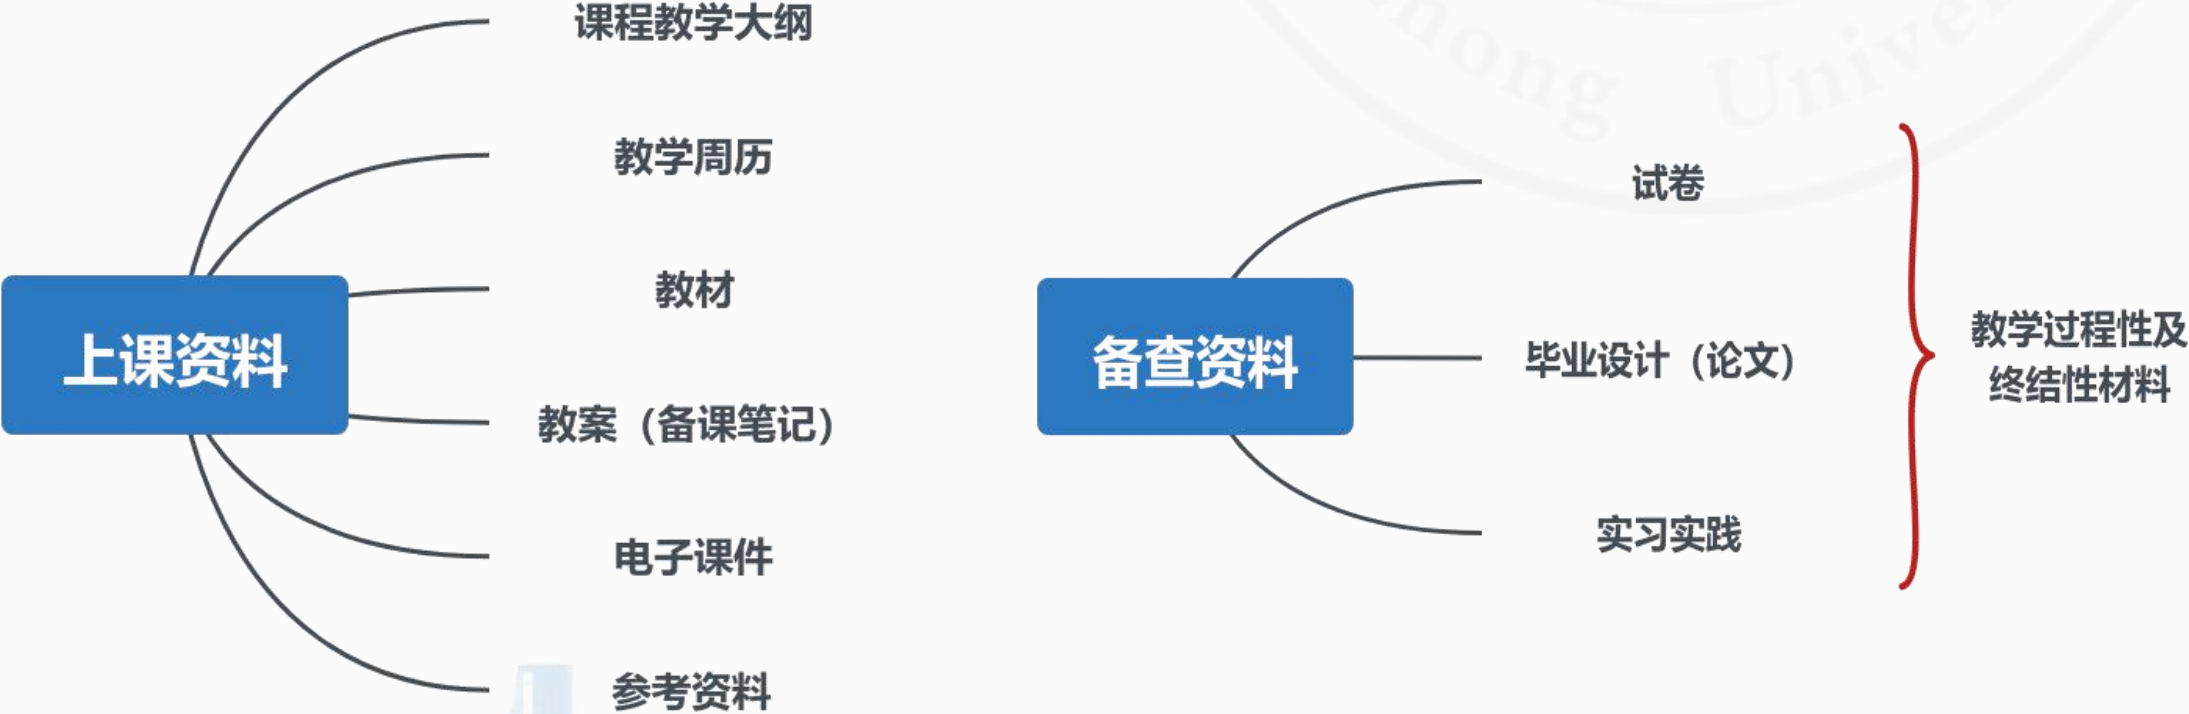 课程教学大纲
教学周历
教材
上课资料
教案（备课笔记）
电子课件
参考资料
试卷
备查资料
毕业设计（论文）
实习实践
教学过程性及
终结性材料